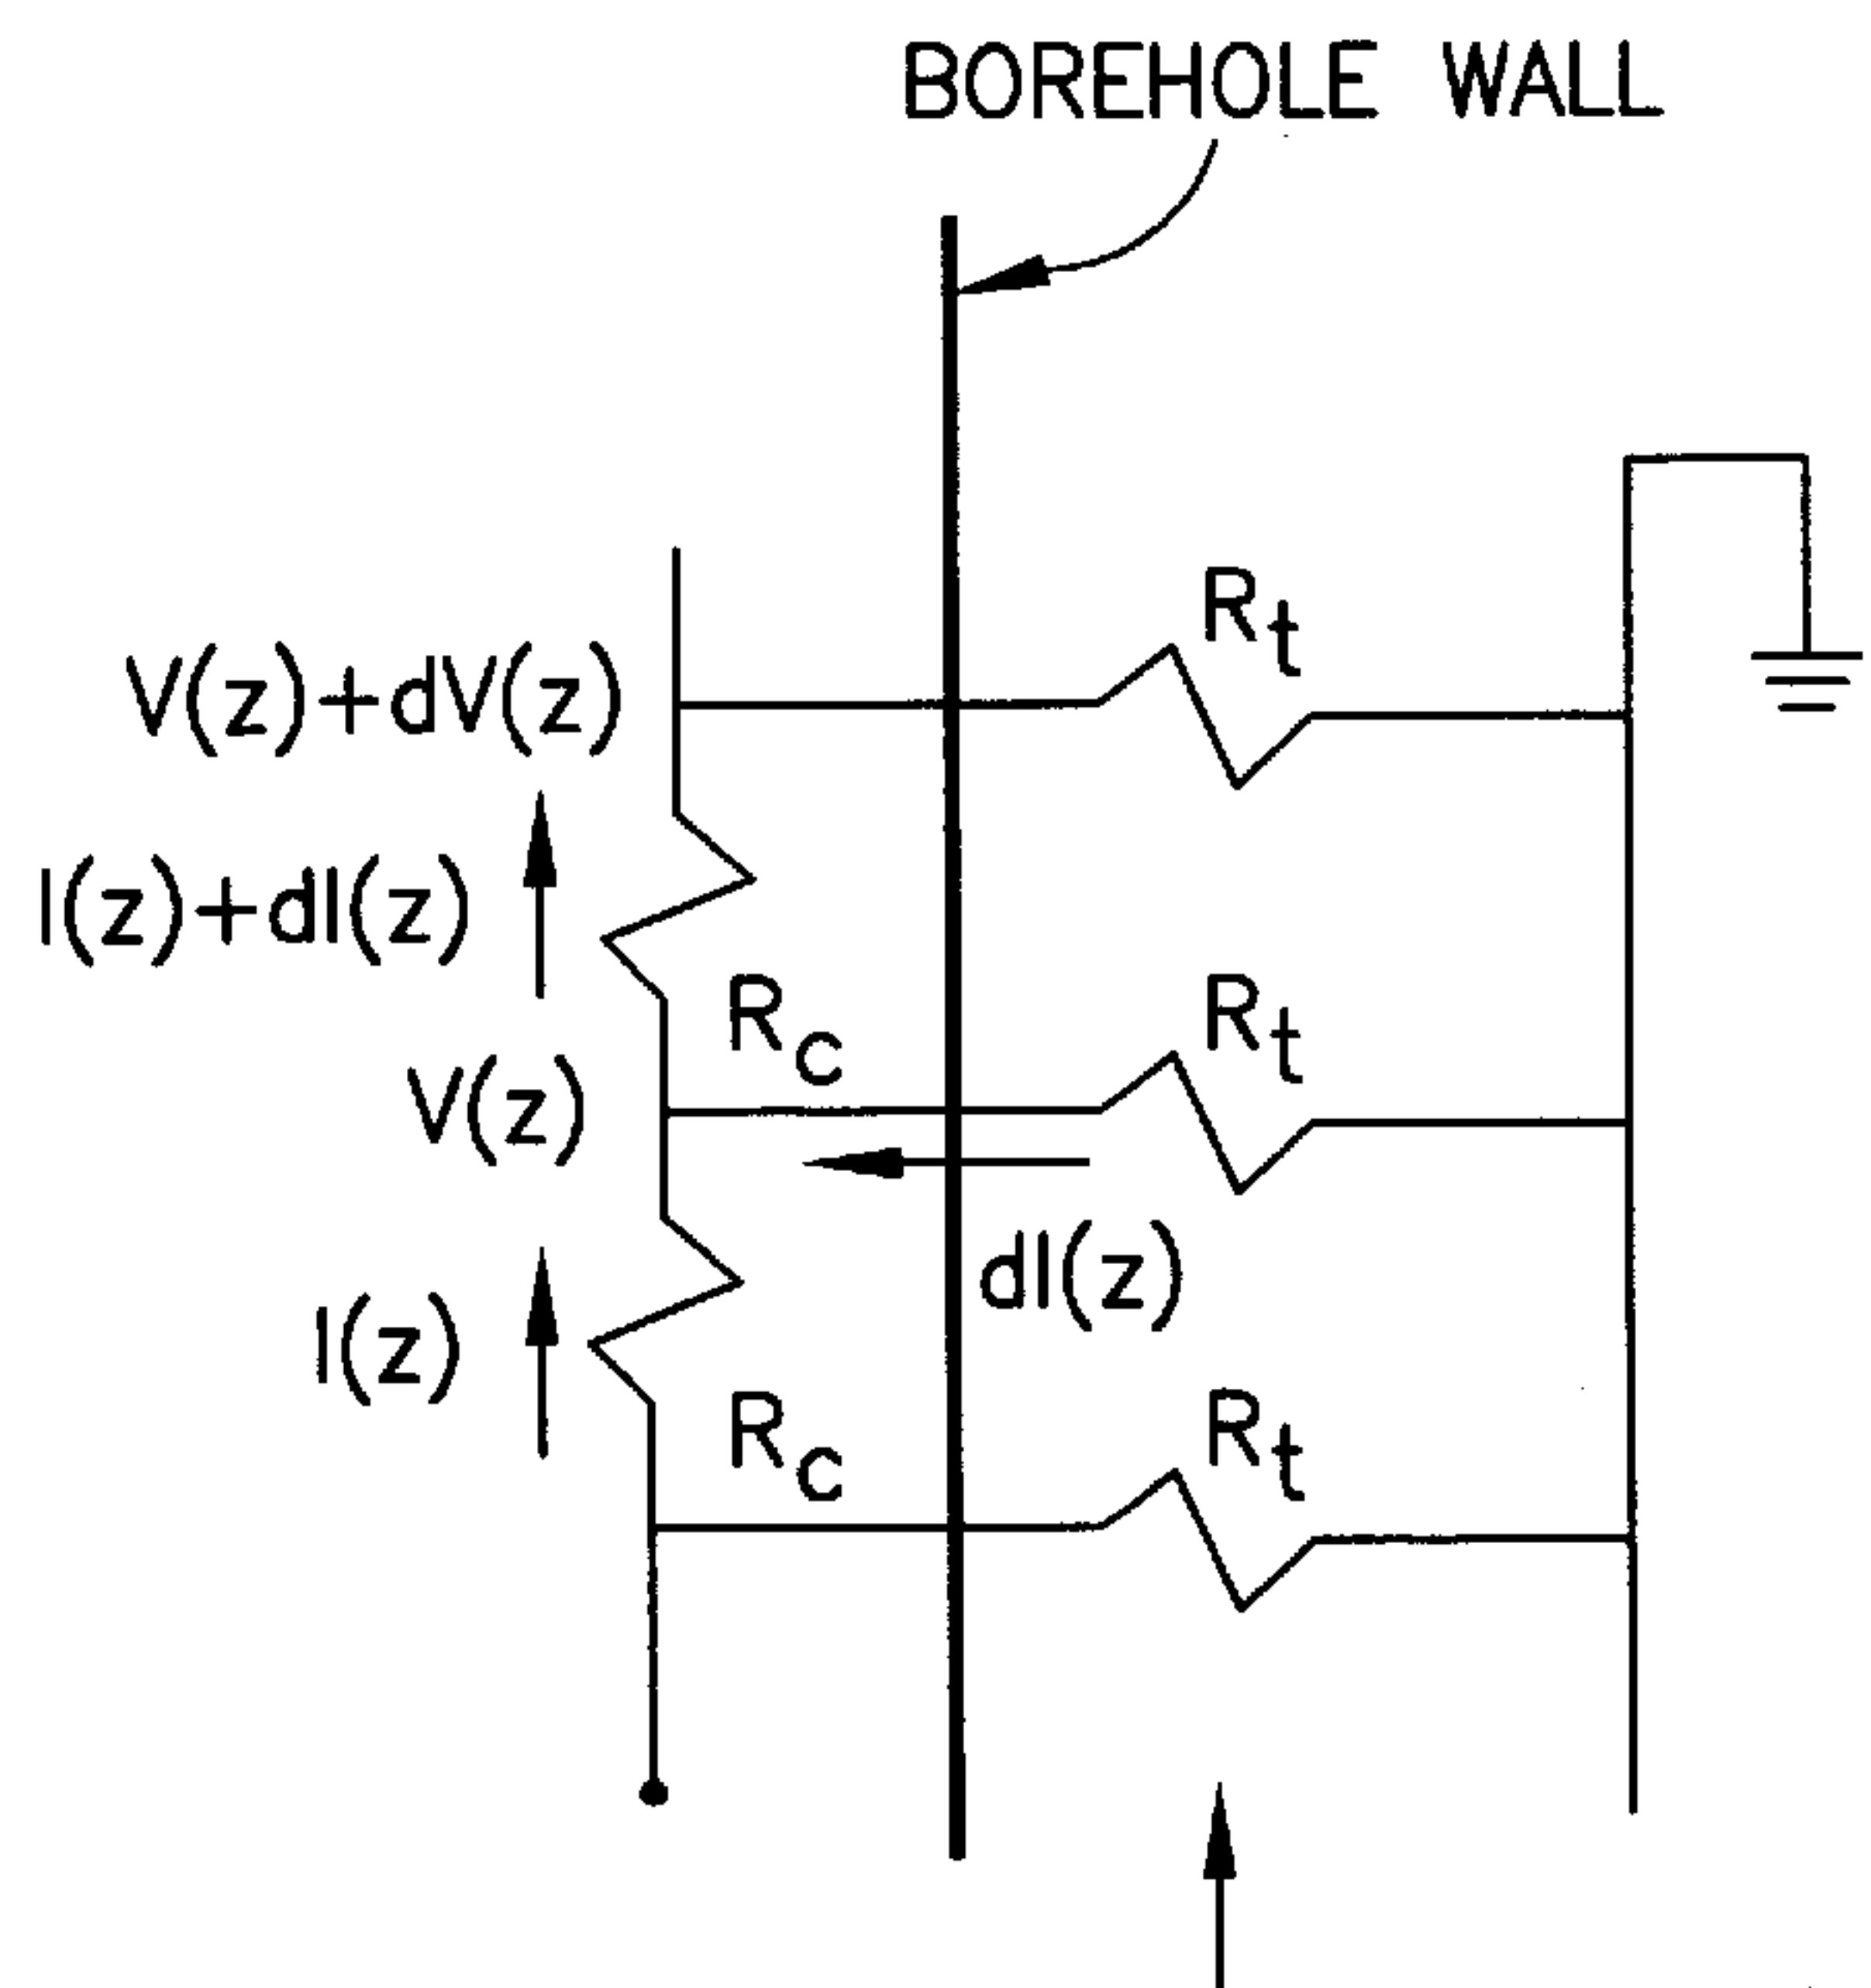 BOREHOLE WALL
Rt
V(z)+dV(z)
I(z)+dI(z)
Rc
Rt
V(z)
dI(z)
I(z)
Rc
Rt